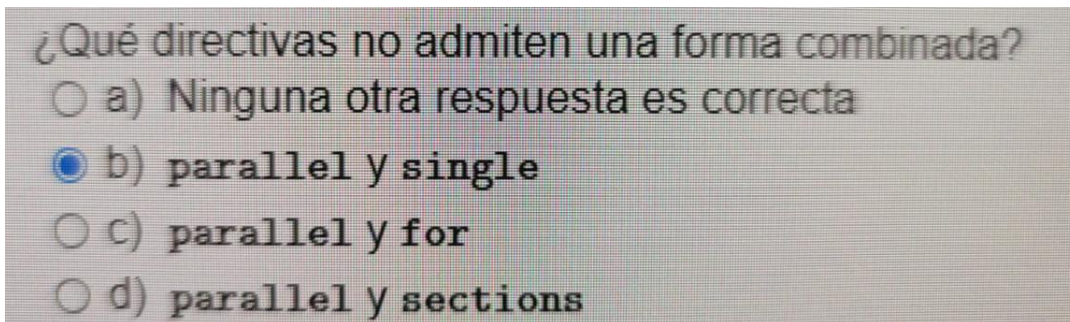 ¿Qué directivas no admiten una forma combinada?
a) Ninguna otra respuesta es correcta
b) parallel y single
c) parallel y for
d) parallel y sections